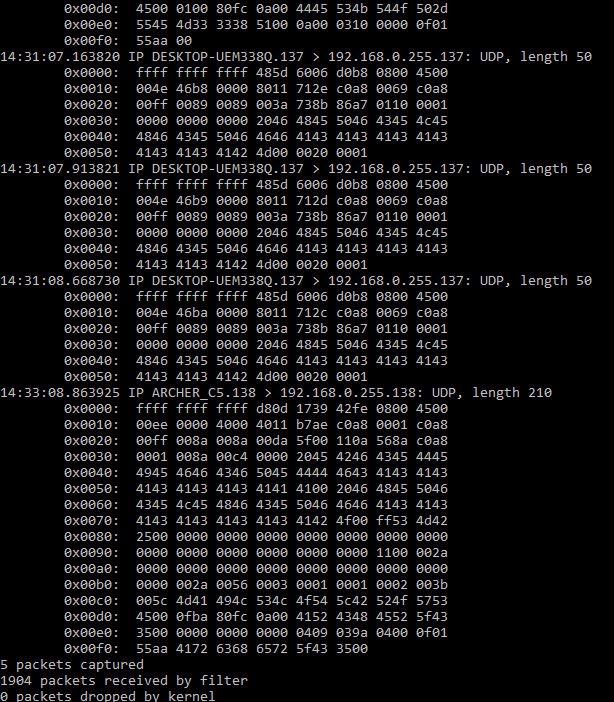 0x00d0:  4500 0100 80fc 0a00 4445 534b 544f 502d
0x00e0:  5545 4d33 3338 5100 0a00 0310 0000 0f01
0x00f0:  55aa 00
14:31:07.163820 IP DESKTOP-UEM338Q.137 > 192.168.0.255.137: UDP, length 50
0x0000:  ffff ffff ffff 485d 6006 d0b8 0800 4500
0x0010:  004e 46b8 0000 8011 712e c0a8 0069 c0a8
0x0020:  00ff 0089 0089 003a 738b 86a7 0110 0001
0x0030:  0000 0000 0000 2046 4845 5046 4345 4c45
0x0040:  4846 4345 5046 4646 4143 4143 4143 4143
0x0050:  4143 4143 4142 4d00 0020 0001
14:31:07.913821 IP DESKTOP-UEM338Q.137 > 192.168.0.255.137: UDP, length 50
0x0000:  ffff ffff ffff 485d 6006 d0b8 0800 4500
0x0010:  004e 46b9 0000 8011 712d c0a8 0069 c0a8
0x0020:  00ff 0089 0089 003a 738b 86a7 0110 0001
0x0030:  0000 0000 0000 2046 4845 5046 4345 4c45
0x0040:  4846 4345 5046 4646 4143 4143 4143 4143
0x0050:  4143 4143 4142 4d00 0020 0001
14:31:08.668730 IP DESKTOP-UEM338Q.137 > 192.168.0.255.137: UDP, length 50
0x0000:  ffff ffff ffff 485d 6006 d0b8 0800 4500
0x0010:  004e 46ba 0000 8011 712c c0a8 0069 c0a8
0x0020:  00ff 0089 0089 003a 738b 86a7 0110 0001
0x0030:  0000 0000 0000 2046 4845 5046 4345 4c45
0x0040:  4846 4345 5046 4646 4143 4143 4143 4143
0x0050:  4143 4143 4142 4d00 0020 0001
14:33:08.863925 IP ARCHER_C5.138 > 192.168.0.255.138: UDP, length 210
0x0000:  ffff ffff ffff d80d 1739 42fe 0800 4500
0x0010:  00ee 0000 4000 4011 b7ae c0a8 0001 c0a8
0x0020:  00ff 008a 008a 00da 5f00 110a 568a c0a8
0x0030:  0001 008a 00c4 0000 2045 4246 4345 4445
0x0040:  4945 4646 4346 5045 4444 4643 4143 4143
0x0050:  4143 4143 4143 4141 4100 2046 4845 5046
0x0060:  4345 4c45 4846 4345 5046 4646 4143 4143
0x0070:  4143 4143 4143 4143 4142 4f00 ff53 4d42
0x0080:  2500 0000 0000 0000 0000 0000 0000 0000
0x0090:  0000 0000 0000 0000 0000 0000 1100 002a
0x00a0:  0000 0000 0000 0000 0000 0000 0000 0000
0x00b0:  0000 002a 0056 0003 0001 0001 0002 003b
0x00c0:  005c 4d41 494c 534c 4f54 5c42 524f 5753
0x00d0:  4500 0fba 80fc 0a00 4152 4348 4552 5f43
0x00e0:  3500 0000 0000 0000 0409 039a 0400 0f01
0x00f0:  55aa 4172 6368 6572 5f43 3500
5 packets captured
1904 packets received by filter
0 packets dropped by kernel